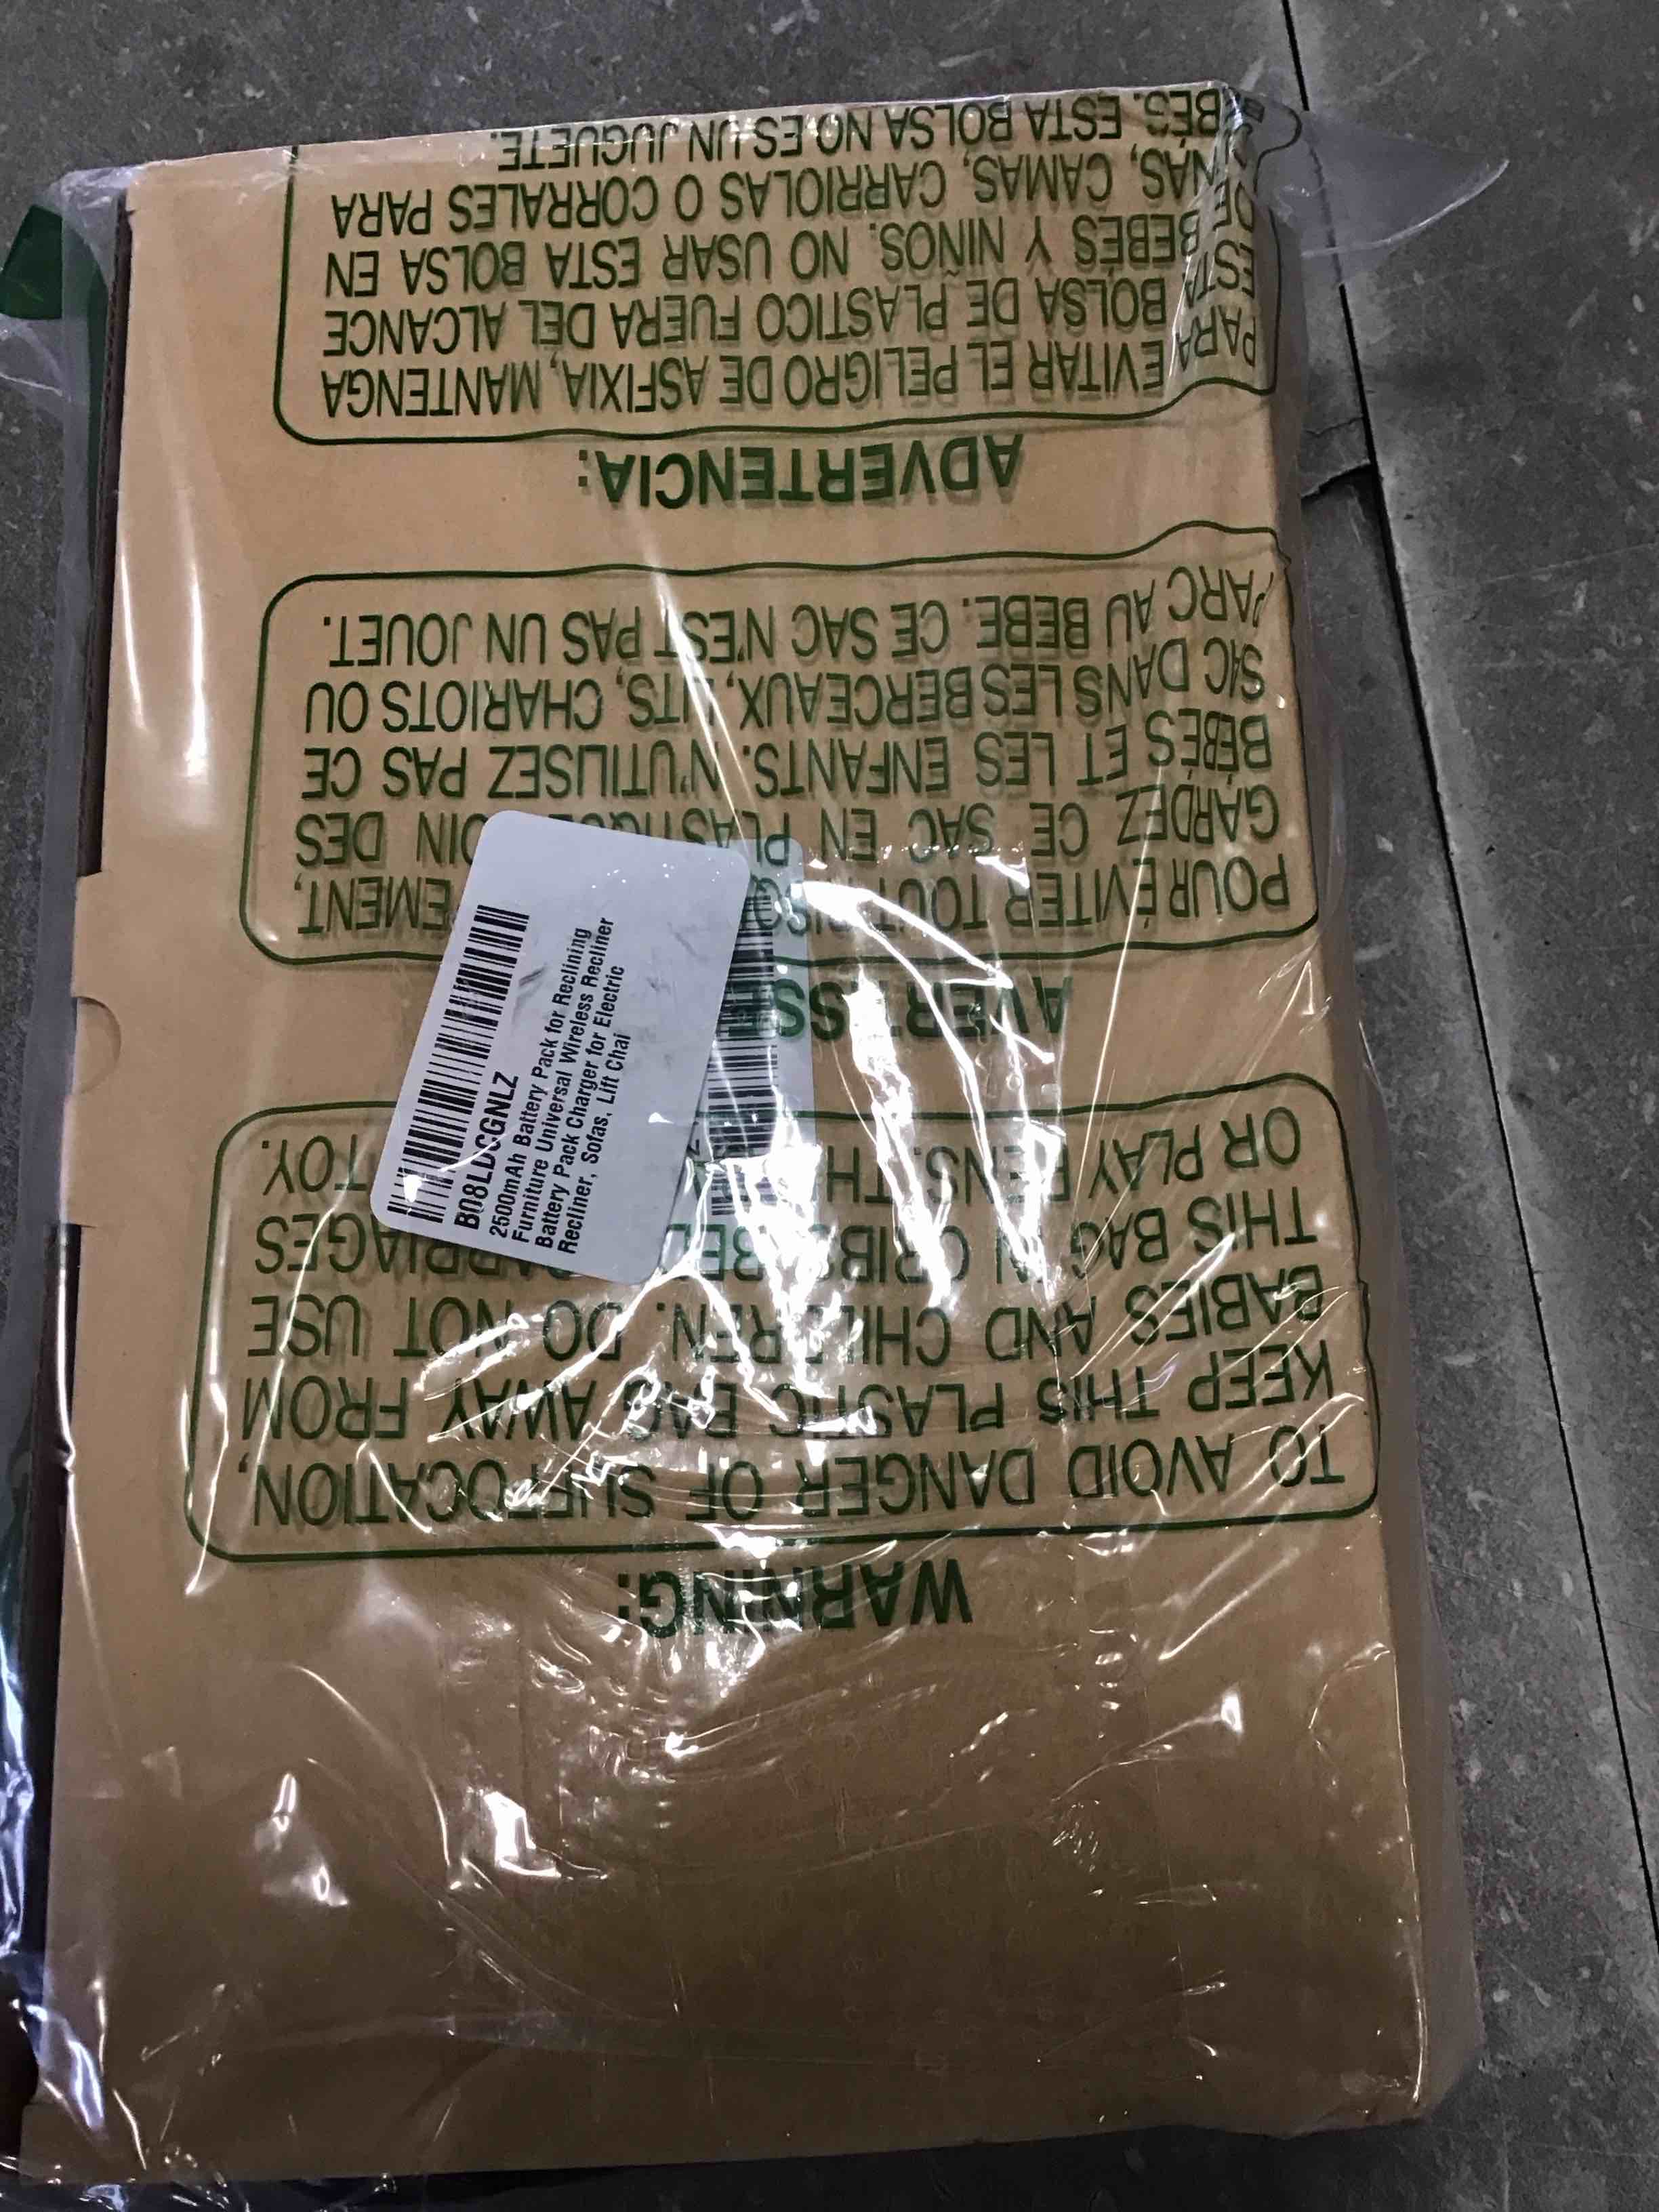 WARNING:
TO AVOID DANGER OF SUFFOCATION,
KEEP THIS PLASTIC BAG AWAY FROM
BABIES AND CHILDREN. DO NOT USE
THIS BAG IN CRIBS, BED CARRIAGES
OR PLAY PENS. TOY.
POUR ÉVITER TOUT
GARDEZ CE SAC EN DES
BÉBÉS ET LES ENFANTS. N'UTILISEZ PAS CE
SAC DANS LES BERCEAUX, LITS, CHARIOTS OU
PARC AU BEBE. CE SAC N'EST PAS UN JOUET.
ADVERTENCIA:
PARA EVITAR EL PELIGRO DE ASFIXIA, MANTENGA
ESTA BOLSA DE PLASTICO FUERA DEL ALCANCE
DE BEBÉS Y NIÑOS. NO USAR ESTA BOLSA EN
CAMAS, CARRIOLAS O CORRALES PARA
BES. ESTA BOLSA NO ES UN JUGUETE.
B08LDCGNLZ
2500mAh Battery Pack for Reclining
Furniture Universal Wireless Recliner
Battery Pack Charger for Electric
Recliner, Sofas, Lift Chai